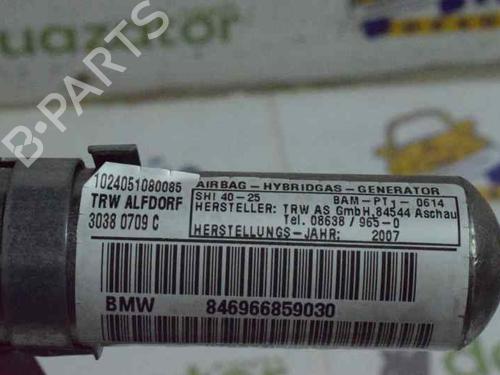 uazator
B-PARTS
1024051080085
TRW ALFDORF
3038 0709 C
AIRBAG - HYBRIDGAS - GENERATOR
SHI 40-25 BAM-PT1-0614
HERSTELLER: TRW AS GmbH,84544 Aschau
Tel. 08638/965-0
HERSTELLUNGS-JAHR: 2007
BMW 846966859030